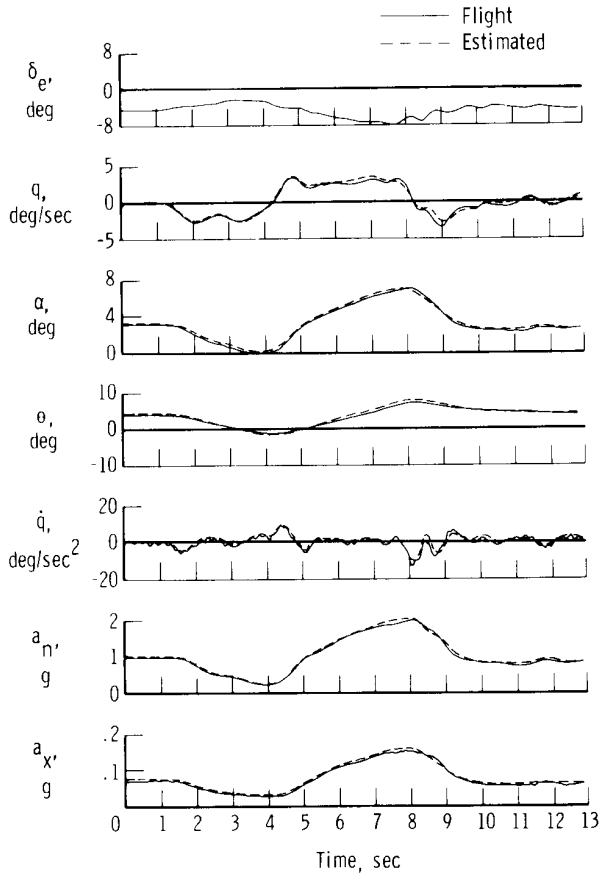 Flight
Estimated
δe,
deg
8
0
-8
q,
deg/sec
5
0
-5
α,
deg
8
4
0
θ,
deg
10
0
-10
q̇,
deg/sec2
20
0
-20
an,
g
2
1
0
ax,
g
.2
.1
0 1 2 3 4 5 6 7 8 9 10 11 12 13
Time, sec